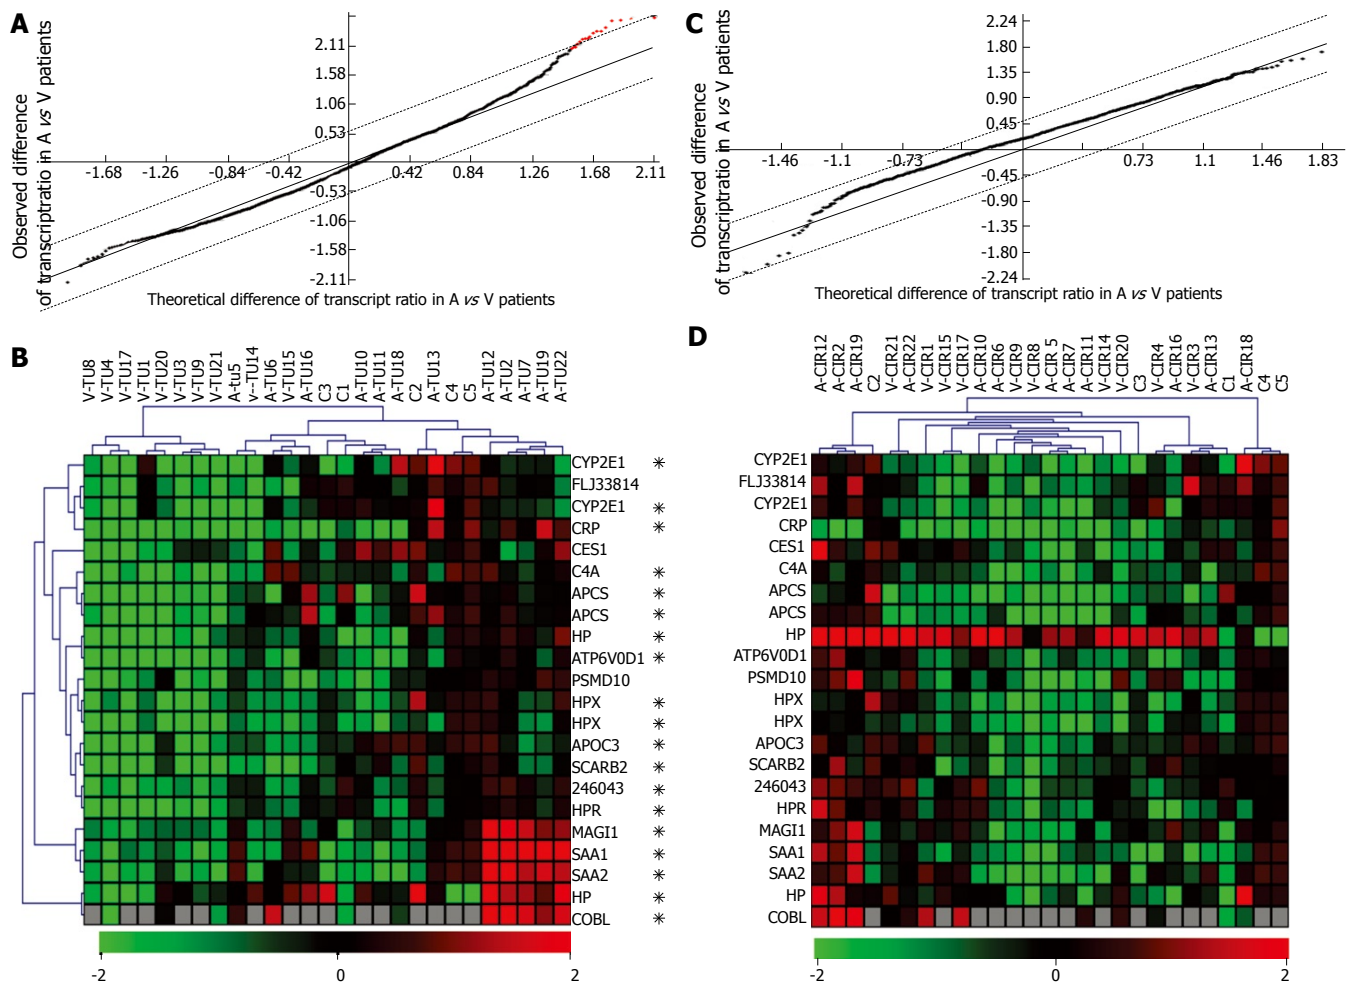 A
Observed difference
of transcriptratio in A vs V patients
2.11
1.58
1.06
0.53
-0.53
-1.06
-1.58
-2.11
-1.68 -1.26 -0.84 -0.42 0.42 0.84 1.26 1.68 2.11
Theoretical difference of transcript ratio in A vs V patients
C
Observed difference
of transcript ratio in A vs V patients
2.24
1.80
1.35
0.90
0.45
-0.45
-0.90
-1.35
-1.80
-2.24
-1.46 -1.1 -0.73 0.73 1.1 1.46 1.83
Theoretical difference of transcript ratio in A vs V patients
B
V-TU8
V-TU4
V-TU17
V-TU1
V-TU20
V-TU3
V-TU9
V-TU21
A-tu5
v--TU14
A-TU6
V-TU15
A-TU16
C3
C1
A-TU10
A-TU11
A-TU18
C2
A-TU13
C4
C5
A-TU12
A-TU2
A-TU7
A-TU19
A-TU22
CYP2E1 *
FLJ33814
CYP2E1 *
CRP *
CES1
C4A *
APCS *
APCS *
HP *
ATP6V0D1 *
PSMD10
HPX *
HPX *
APOC3 *
SCARB2 *
246043 *
HPR *
MAGI1 *
SAA1 *
SAA2 *
HP *
COBL *
-2 0 2
D
A-CIR12
A-CIR2
A-CIR19
C2
V-CIR21
A-CIR22
V-CIR1
V-CIR15
V-CIR17
A-CIR10
A-CIR6
V-CIR9
V-CIR8
A-CIR 5
A-CIR7
A-CIR11
V-CIR14
V-CIR20
C3
V-CIR4
A-CIR16
V-CIR3
A-CIR13
C1
A-CIR18
C4
C5
CYP2E1
FLJ33814
CYP2E1
CRP
CES1
C4A
APCS
APCS
HP
ATP6V0D1
PSMD10
HPX
HPX
APOC3
SCARB2
246043
HPR
MAGI1
SAA1
SAA2
HP
COBL
-2 0 2